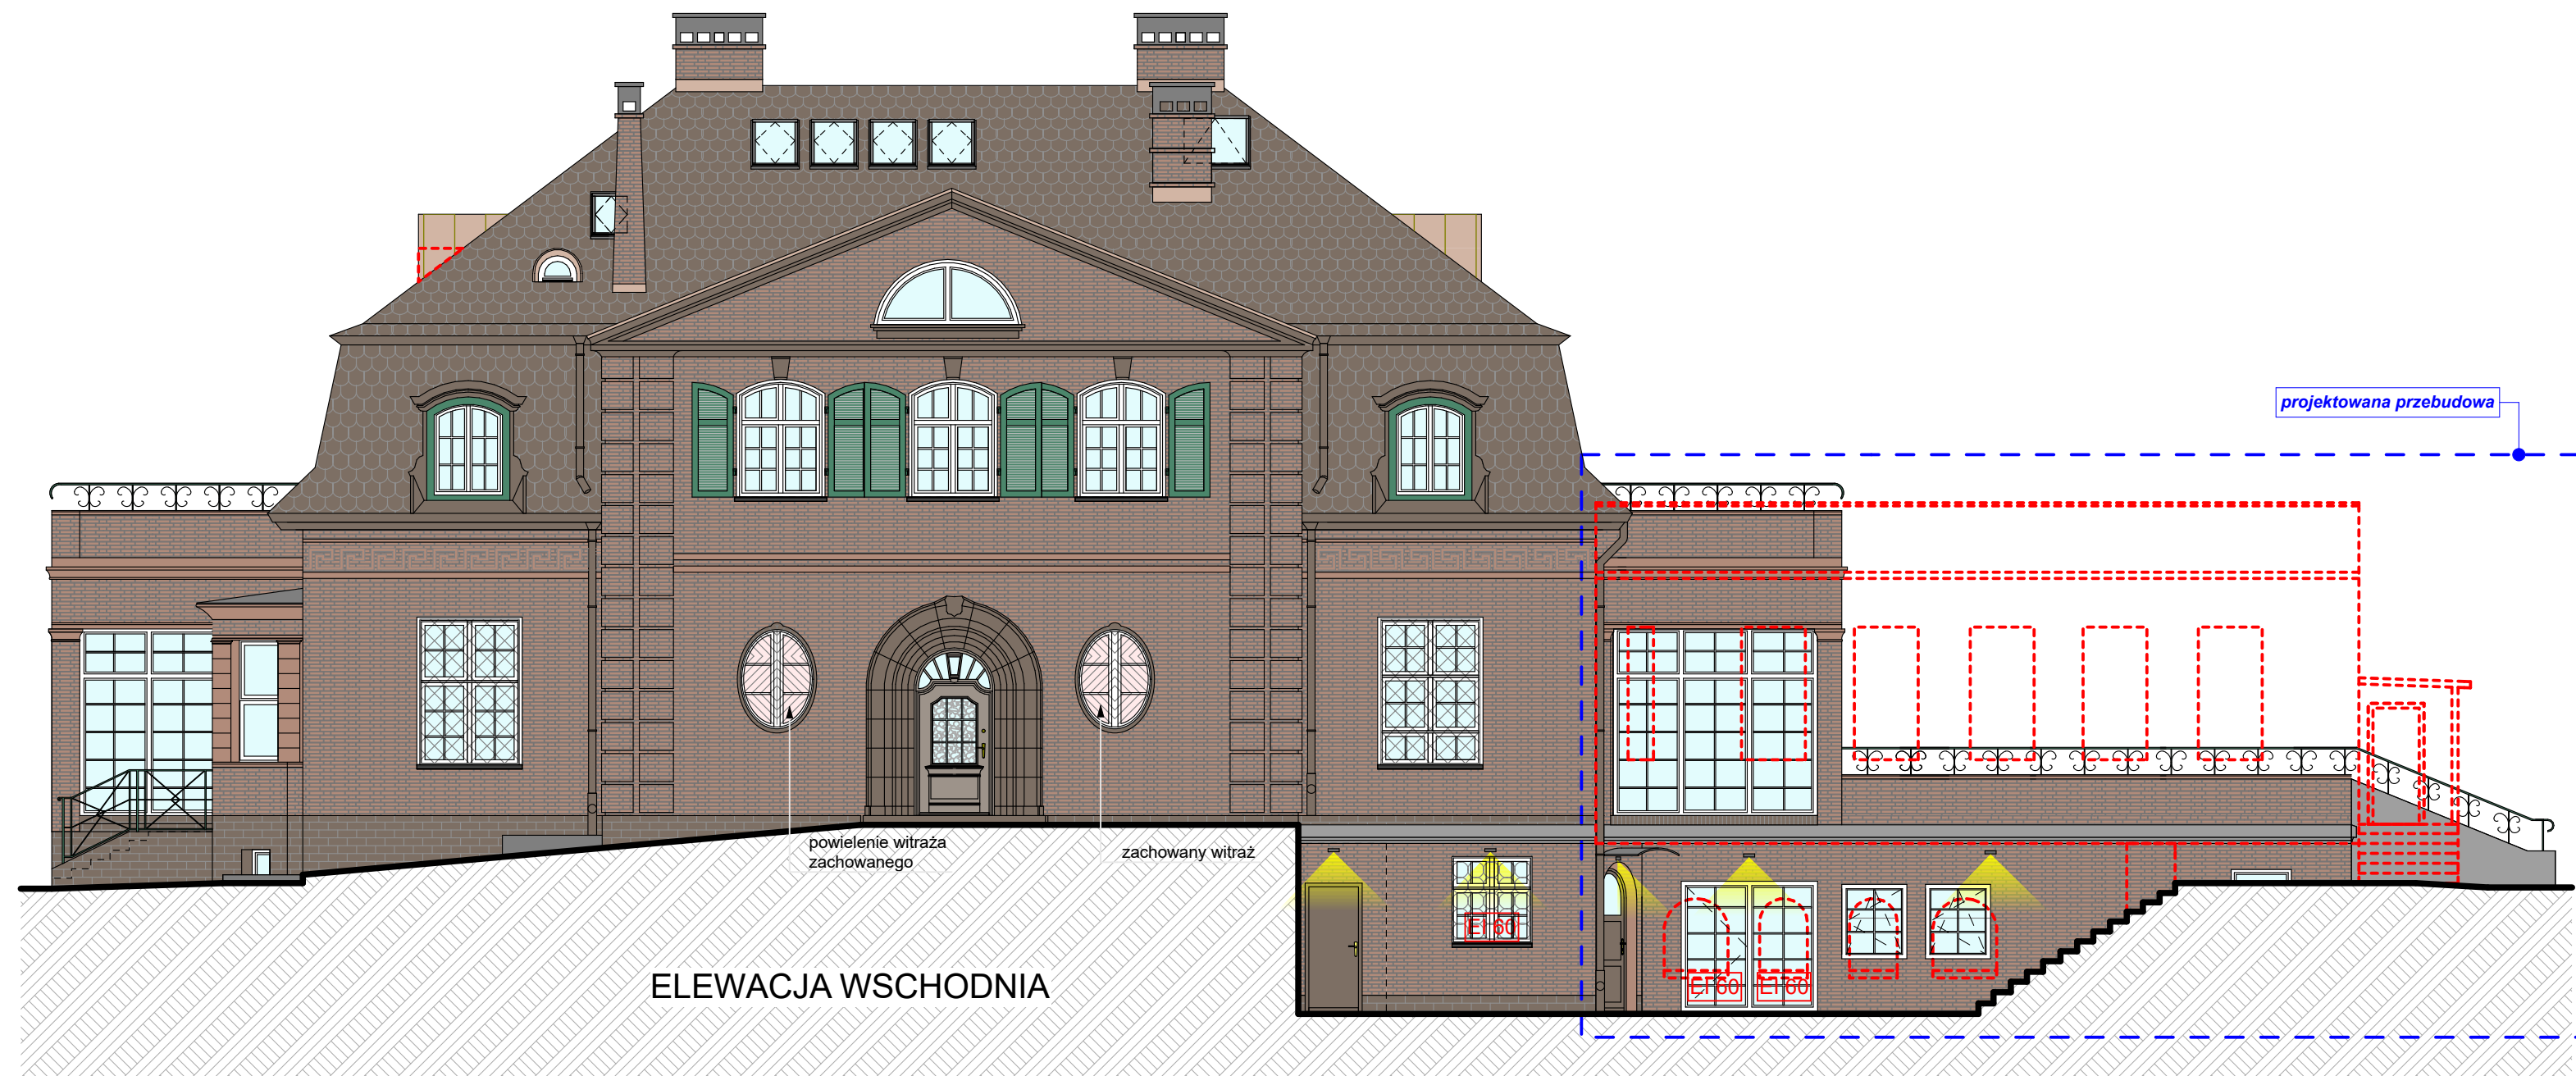 projektowana przebudowa
powielenie witraża
zachowanego
zachowany witraż
EI 60
ELEWACJA WSCHODNIA
EI 60
EI 60